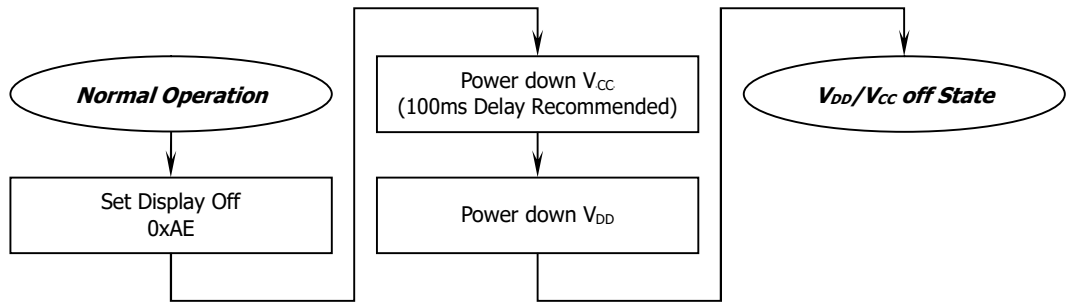 Normal Operation
Set Display Off
0xAE
Power down VCC
(100ms Delay Recommended)
Power down VDD
VDD/VCC off State